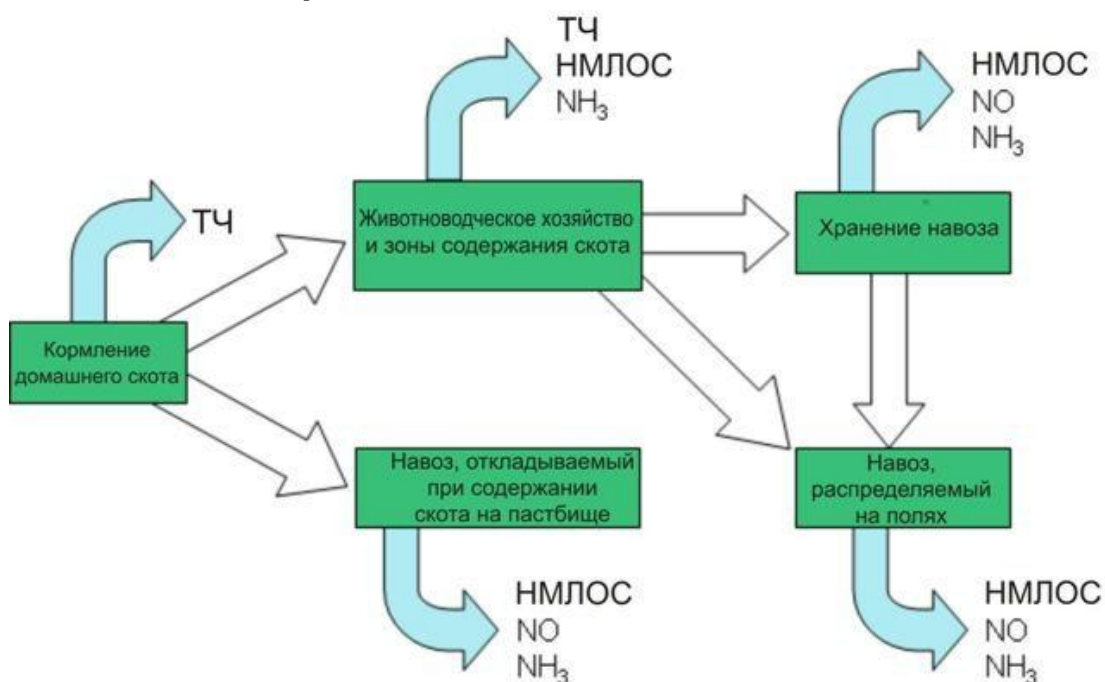 ТЧ
НМЛОС
NH₃
НМЛОС
NO
NH₃
ТЧ
Животноводческое хозяйство
и зоны содержания скота
Хранение навоза
Кормление
домашнего скота
Навоз, откладываемый
при содержании
скота на пастбище
Навоз,
распределяемый
на полях
НМЛОС
NO
NH₃
НМЛОС
NO
NH₃